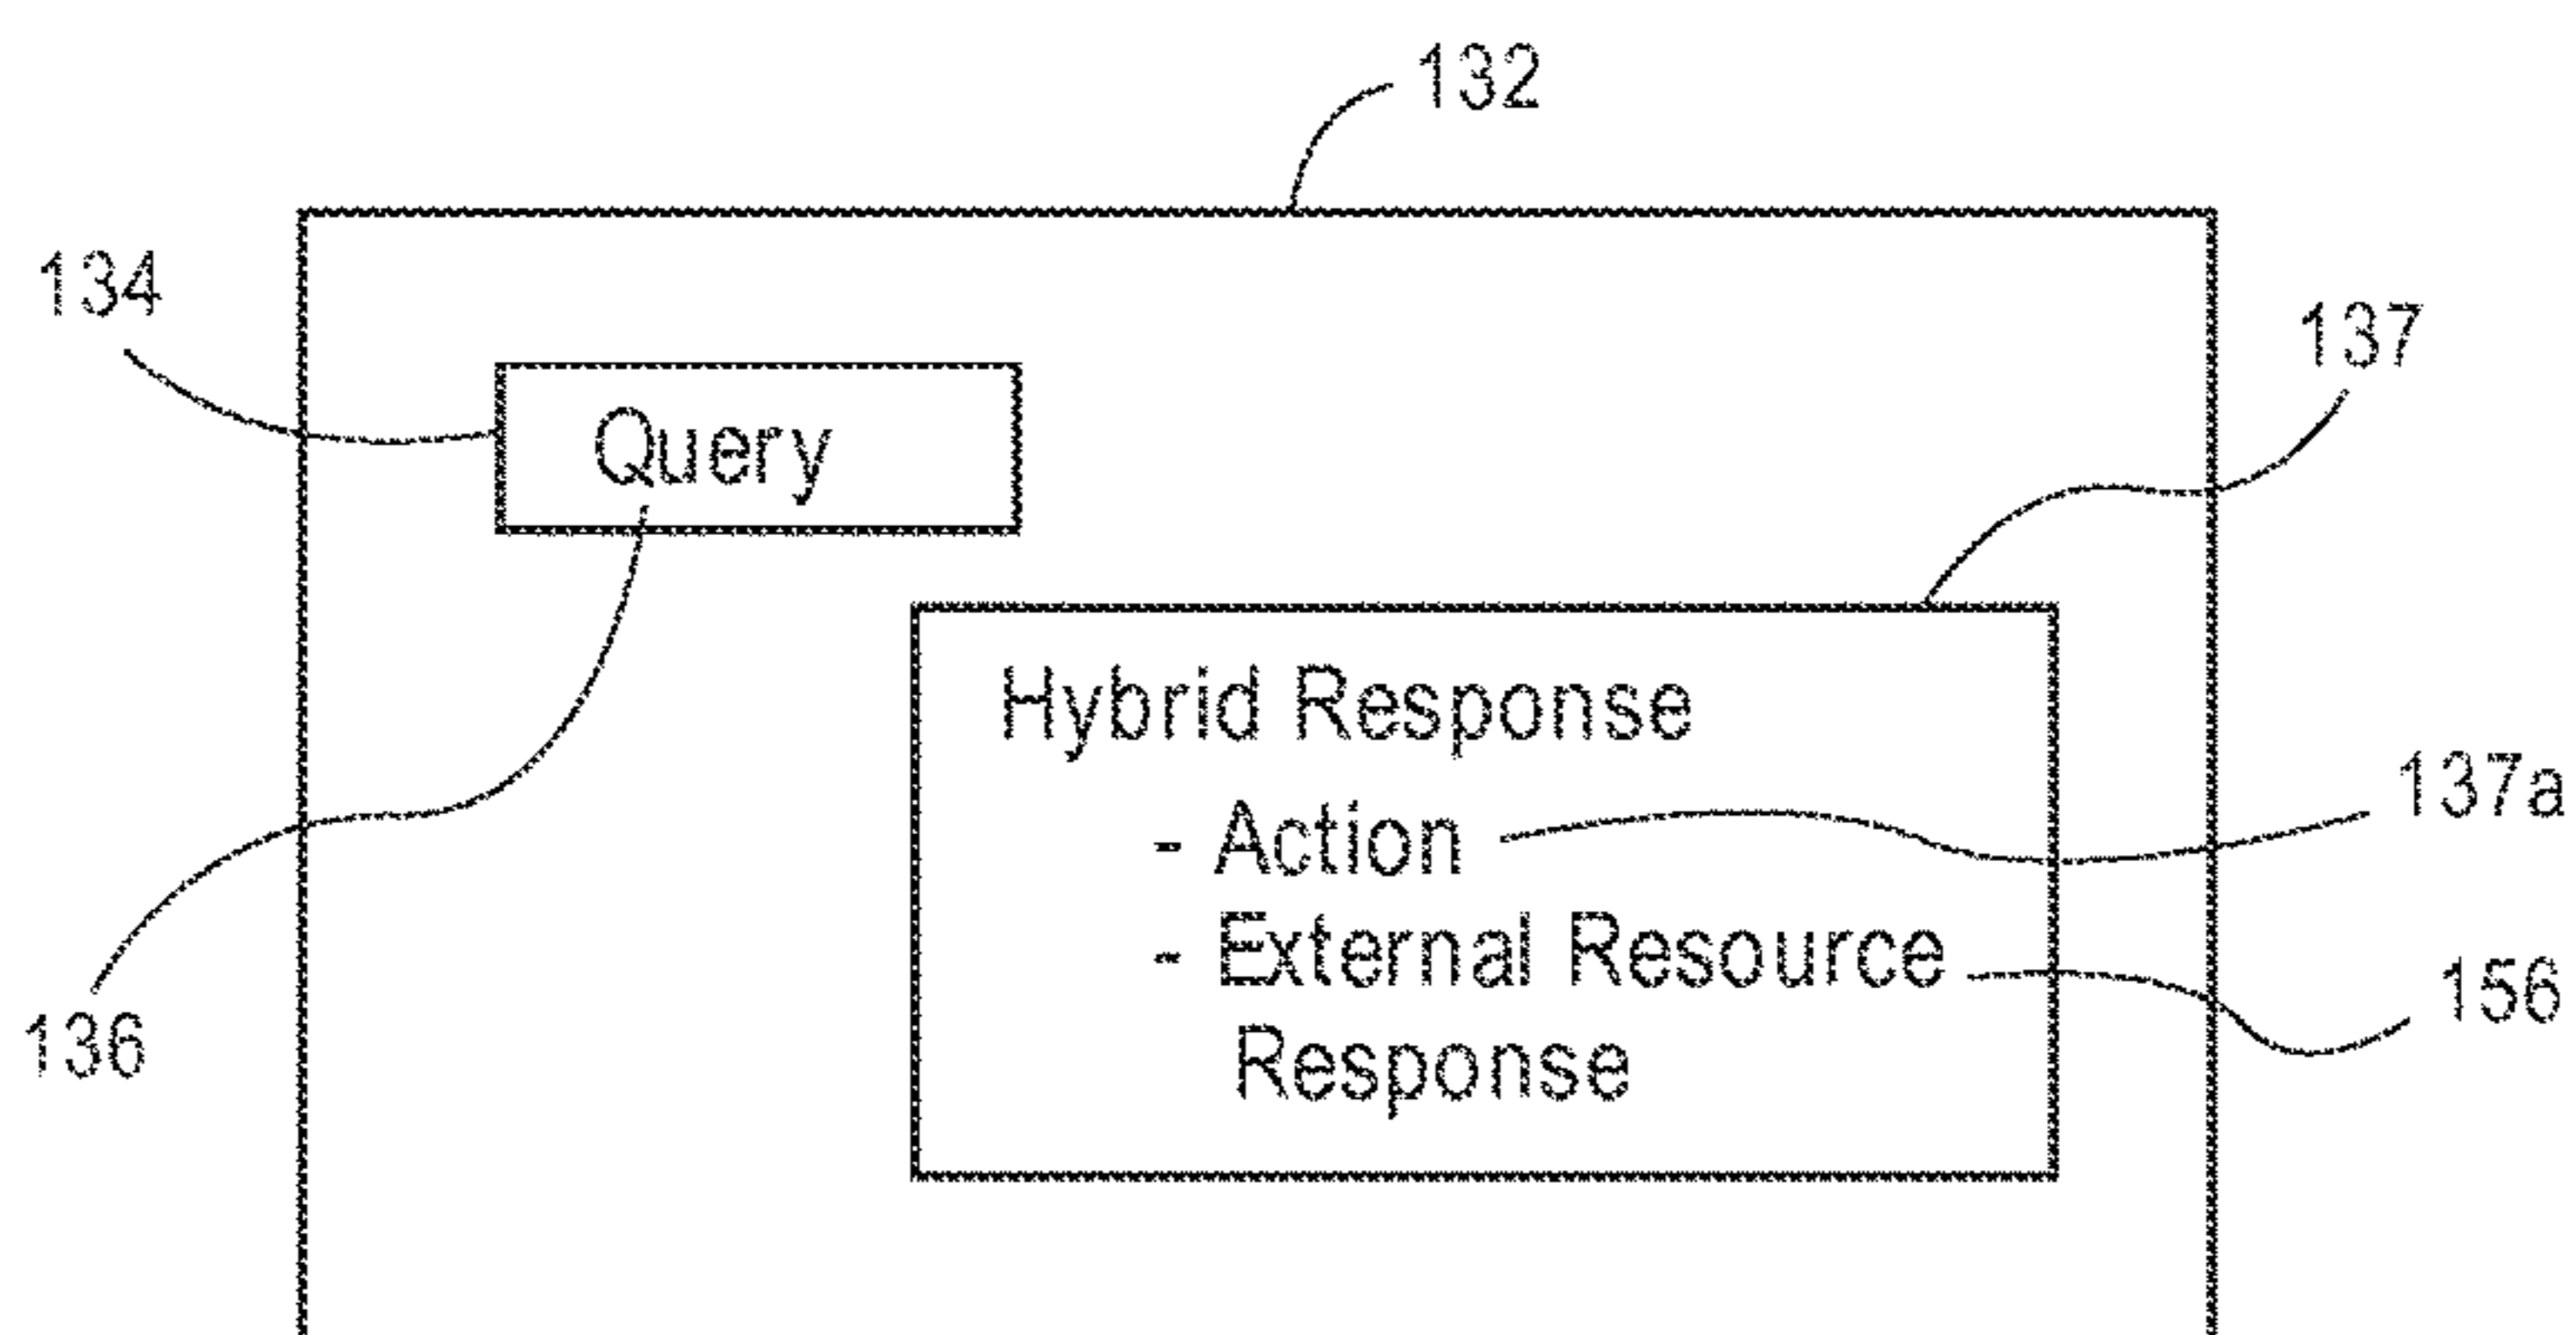 132
134
137
Query
Hybrid Response
- Action
137a
- External Resource
156
Response
136